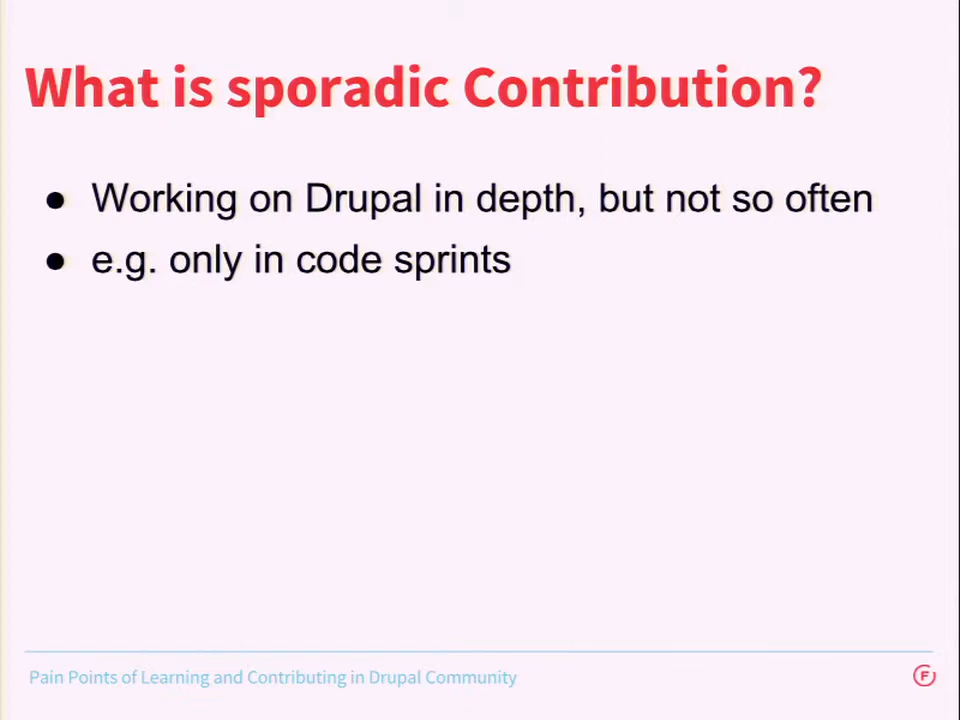 What is sporadic Contribution?
● Working on Drupal in depth, but not so often
● e.g. only in code sprints
Pain Points of Learning and Contributing in Drupal Community
F